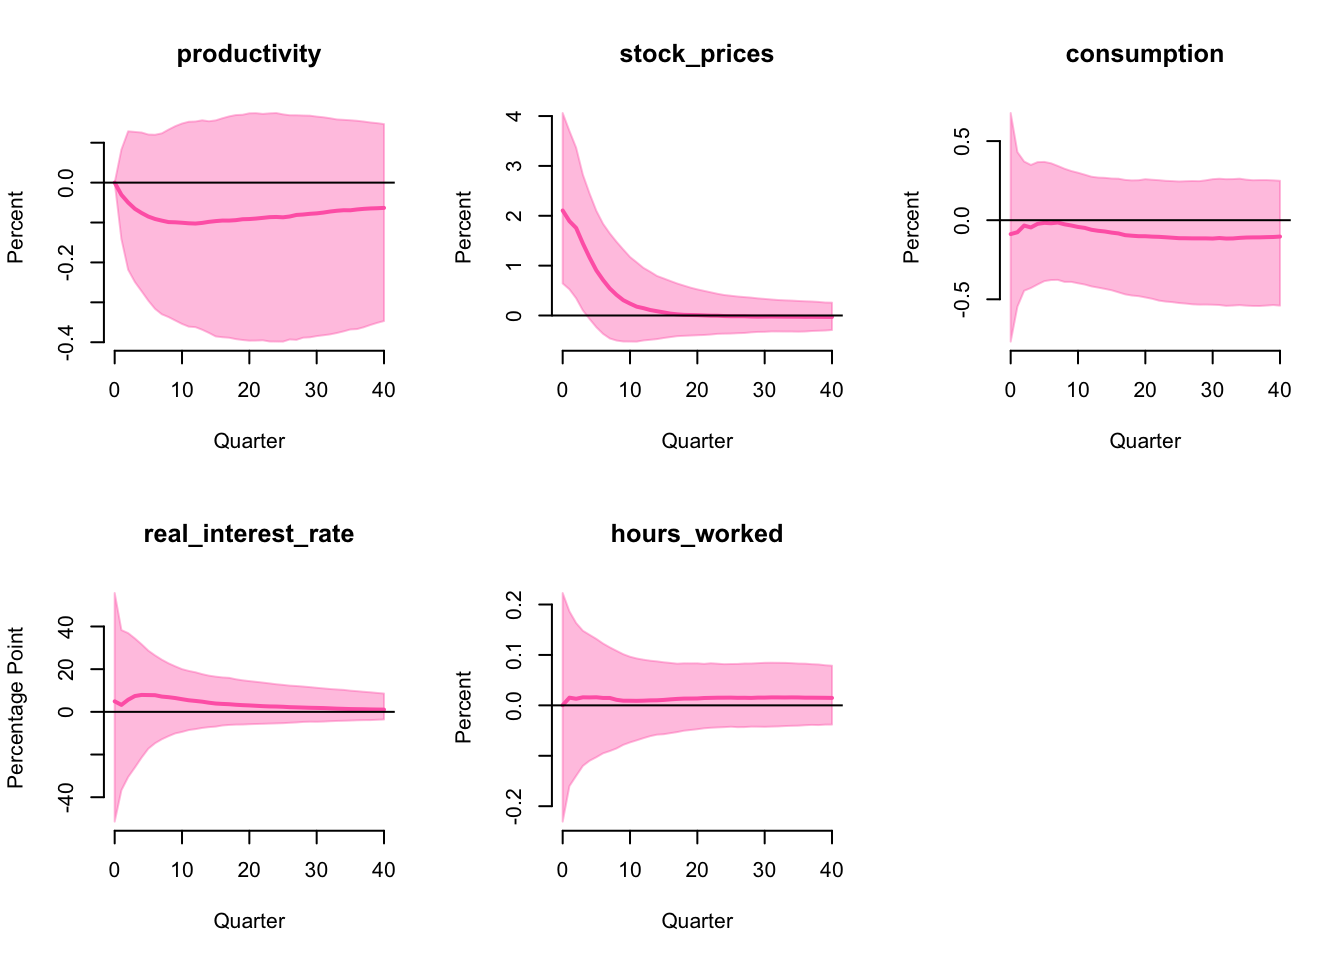 productivity
Percent
0.0
-0.2
-0.4
0 10 20 30 40
Quarter
stock_prices
Percent
4
3
2
1
0
0 10 20 30 40
Quarter
consumption
Percent
0.5
0.0
-0.5
0 10 20 30 40
Quarter
real_interest_rate
Percentage Point
40
20
0
-40
0 10 20 30 40
Quarter
hours_worked
Percent
0.2
0.1
0.0
-0.2
0 10 20 30 40
Quarter